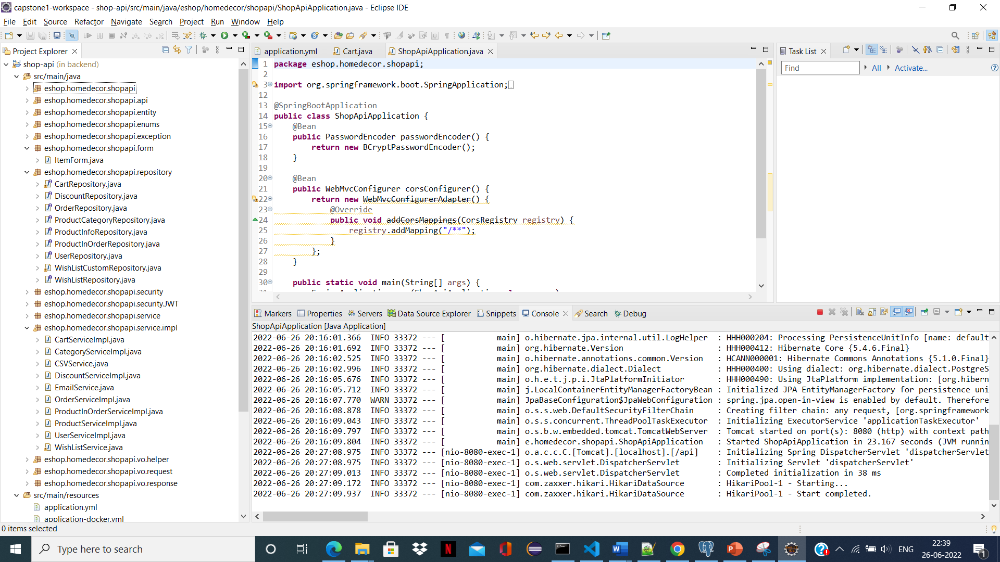 capstone1-workspace - shop-api/src/main/java/eshop/homedecor/shopapi/ShopApiApplication.java - Eclipse IDE
File Edit Source Refactor Navigate Search Project Run Window Help
Project Explorer
shop-api (in backend)
src/main/java
eshop.homedecor.shopapi
eshop.homedecor.shopapi.api
eshop.homedecor.shopapi.entity
eshop.homedecor.shopapi.enums
eshop.homedecor.shopapi.exception
eshop.homedecor.shopapi.form
ItemForm.java
eshop.homedecor.shopapi.repository
CartRepository.java
DiscountRepository.java
OrderRepository.java
ProductCategoryRepository.java
ProductInfoRepository.java
ProductInOrderRepository.java
UserRepository.java
WishListCustomRepository.java
WishListRepository.java
eshop.homedecor.shopapi.security
eshop.homedecor.shopapi.security.JWT
eshop.homedecor.shopapi.service
eshop.homedecor.shopapi.service.impl
CartServiceImpl.java
CategoryServiceImpl.java
CSVService.java
DiscountServiceImpl.java
EmailService.java
OrderServiceImpl.java
ProductInOrderServiceImpl.java
ProductServiceImpl.java
UserServiceImpl.java
WishListService.java
eshop.homedecor.shopapi.vo.helper
eshop.homedecor.shopapi.vo.request
eshop.homedecor.shopapi.vo.response
src/main/resources
application.yml
application-docker.yml
application.yml Cart.java ShopApiApplication.java
1 package eshop.homedecor.shopapi;
2
3 import org.springframework.boot.SpringApplication;
12
13 @SpringBootApplication
14 public class ShopApiApplication {
15 @Bean
16 public PasswordEncoder passwordEncoder() {
17 return new BCryptPasswordEncoder();
18 }
19
20 @Bean
21 public WebMvcConfigurer corsConfigurer() {
22 return new WebMvcConfigurerAdapter() {
23 @Override
24 public void addCorsMappings(CorsRegistry registry) {
25 registry.addMapping("/**");
26 }
27 };
28 }
29
30 public static void main(String[] args) {
Task List
Find All Activate...
Markers Properties Servers Data Source Explorer Snippets Console Search Debug
ShopApiApplication [Java Application]
2022-06-26 20:16:01.366 INFO 33372 --- [ main] o.hibernate.jpa.internal.util.LogHelper : HHH000204: Processing PersistenceUnitInfo [name: default
2022-06-26 20:16:01.692 INFO 33372 --- [ main] org.hibernate.Version : HHH000412: Hibernate Core {5.4.6.Final}
2022-06-26 20:16:02.525 INFO 33372 --- [ main] o.hibernate.annotations.common.Version : HCANN000001: Hibernate Commons Annotations {5.1.0.Final}
2022-06-26 20:16:02.996 INFO 33372 --- [ main] org.hibernate.dialect.Dialect : HHH000400: Using dialect: org.hibernate.dialect.PostgreS
2022-06-26 20:16:05.676 INFO 33372 --- [ main] o.h.e.t.j.p.i.JtaPlatformInitiator : HHH000490: Using JtaPlatform implementation: [org.hibern
2022-06-26 20:16:05.712 INFO 33372 --- [ main] j.LocalContainerEntityManagerFactoryBean : Initialized JPA EntityManagerFactory for persistence uni
2022-06-26 20:16:07.770 WARN 33372 --- [ main] JpaBaseConfiguration$JpaWebConfiguration : spring.jpa.open-in-view is enabled by default. Therefore
2022-06-26 20:16:08.878 INFO 33372 --- [ main] o.s.s.web.DefaultSecurityFilterChain : Creating filter chain: any request, [org.springframework
2022-06-26 20:16:09.043 INFO 33372 --- [ main] o.s.s.concurrent.ThreadPoolTaskExecutor : Initializing ExecutorService 'applicationTaskExecutor'
2022-06-26 20:16:09.797 INFO 33372 --- [ main] o.s.b.w.embedded.tomcat.TomcatWebServer : Tomcat started on port(s): 8080 (http) with context path
2022-06-26 20:16:09.804 INFO 33372 --- [ main] e.homedecor.shopapi.ShopApiApplication : Started ShopApiApplication in 23.167 seconds (JVM runnin
2022-06-26 20:27:08.975 INFO 33372 --- [nio-8080-exec-1] o.a.c.c.C.[Tomcat].[localhost].[/api] : Initializing Spring DispatcherServlet 'dispatcherServlet
2022-06-26 20:27:08.975 INFO 33372 --- [nio-8080-exec-1] o.s.web.servlet.DispatcherServlet : Initializing Servlet 'dispatcherServlet'
2022-06-26 20:27:09.013 INFO 33372 --- [nio-8080-exec-1] o.s.web.servlet.DispatcherServlet : Completed initialization in 38 ms
2022-06-26 20:27:09.172 INFO 33372 --- [nio-8080-exec-1] com.zaxxer.hikari.HikariDataSource : HikariPool-1 - Starting...
2022-06-26 20:27:09.937 INFO 33372 --- [nio-8080-exec-1] com.zaxxer.hikari.HikariDataSource : HikariPool-1 - Start completed.
0 items selected
Type here to search
ENG
22:39
26-06-2022
1